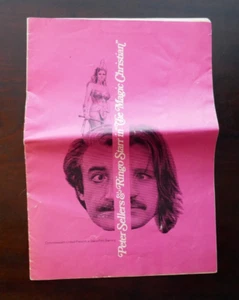 Peter Sellers & Ringo Starr in "The Magic Christian"